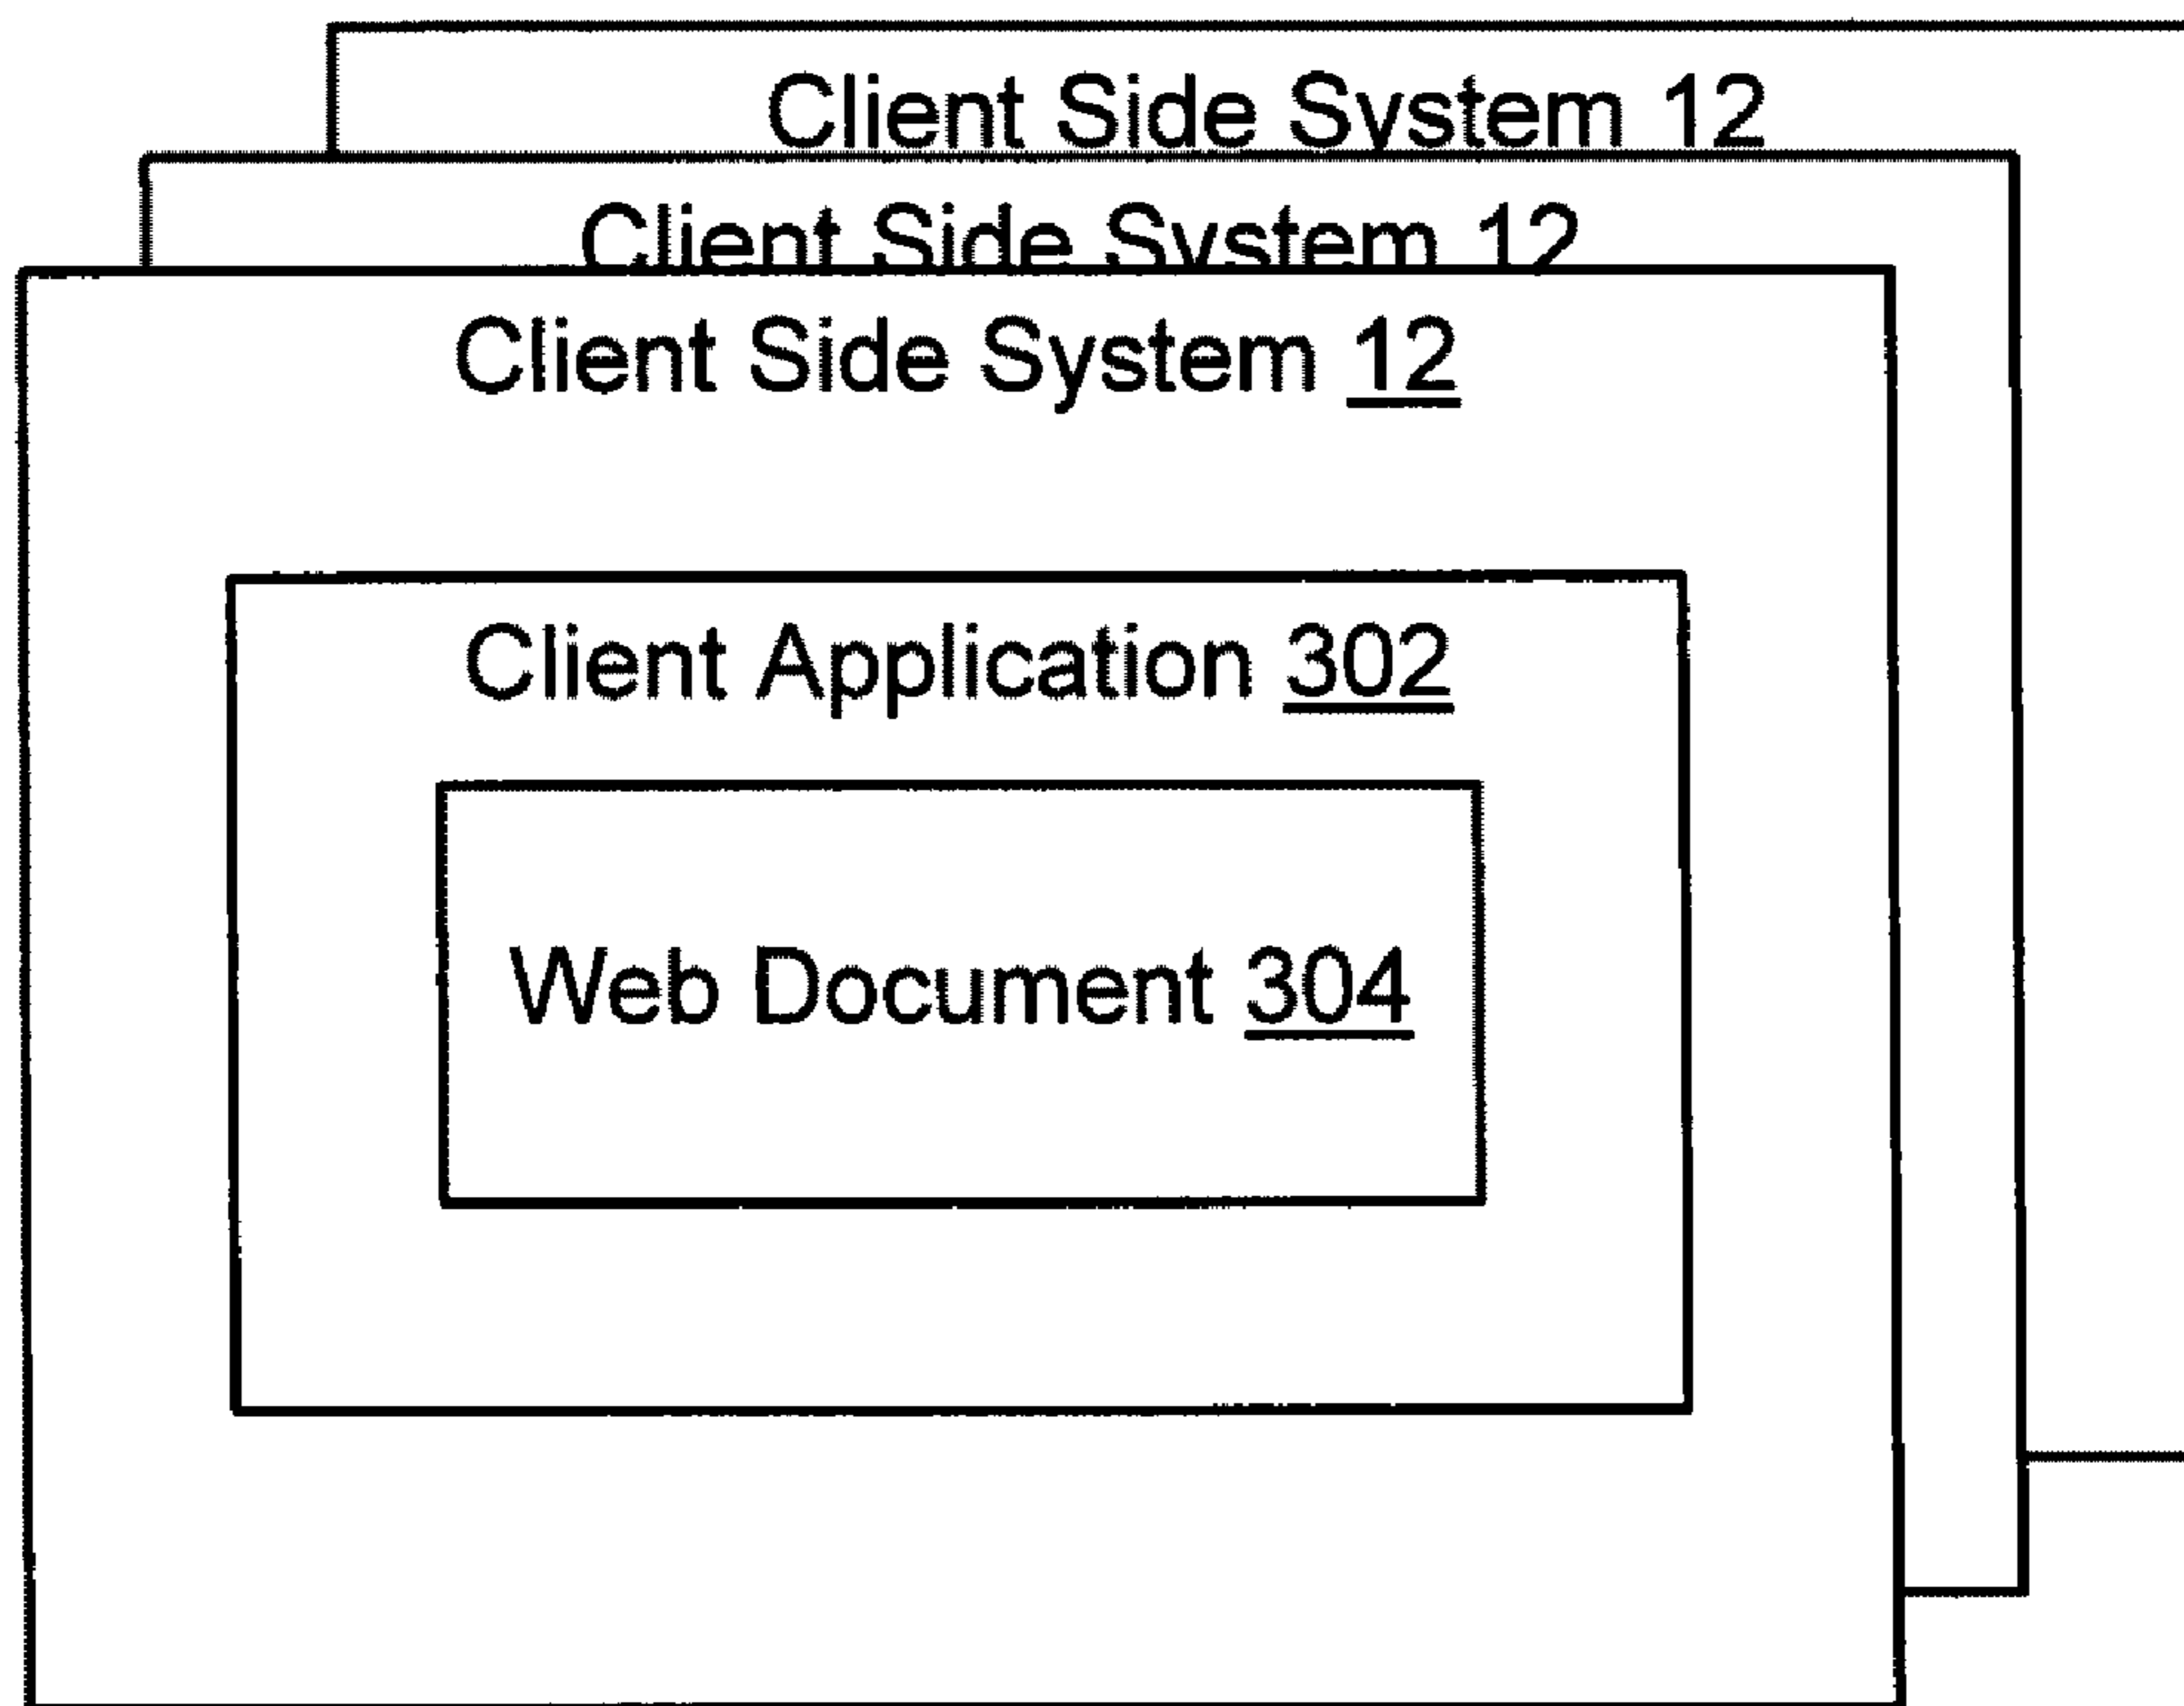 Client Side System 12
Client Side System 12
Client Side System 12
Client Application 302
Web Document 304